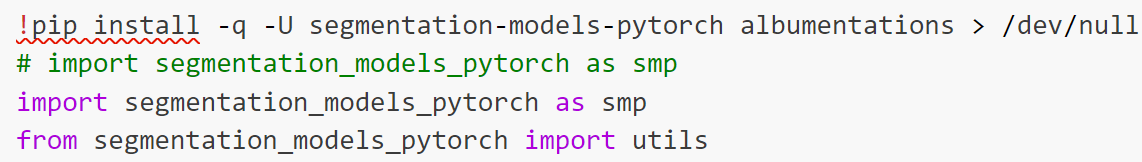 !pip install -q -U segmentation-models-pytorch albumentations > /dev/null
# import segmentation_models_pytorch as smp
import segmentation_models_pytorch as smp
from segmentation_models_pytorch import utils